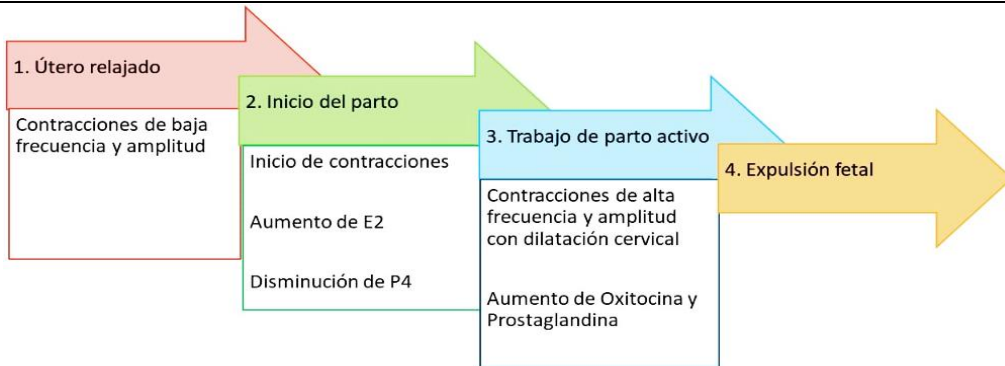 1. Útero relajado
Contracciones de baja
frecuencia y amplitud
2. Inicio del parto
Inicio de contracciones
Aumento de E2
Disminución de P4
3. Trabajo de parto activo
Contracciones de alta
frecuencia y amplitud
con dilatación cervical
Aumento de Oxitocina y
Prostaglandina
4. Expulsión fetal